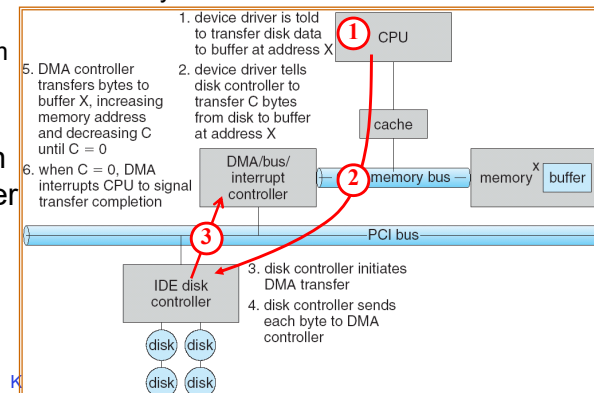 1. device driver is told
to transfer disk data
to buffer at address X
1
CPU
5. DMA controller
transfers bytes to
buffer X, increasing
memory address
and decreasing C
until C = 0
2. device driver tells
disk controller to
transfer C bytes
from disk to buffer
at address X
cache
6. when C = 0, DMA
interrupts CPU to signal
transfer completion
DMA/bus/
interrupt
controller
2
memory bus
memory
x
buffer
er
3
PCI bus
IDE disk
controller
3. disk controller initiates
DMA transfer
4. disk controller sends
each byte to DMA
controller
disk
disk
disk
disk
K